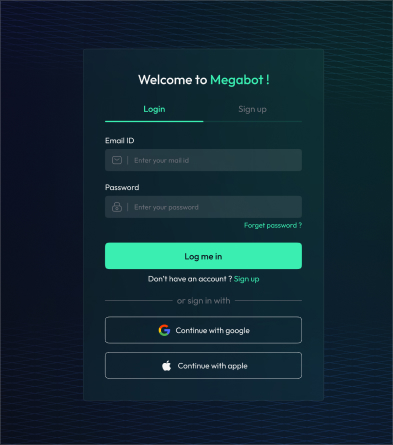 Welcome to Megabot !
Login Sign up
Email ID
Enter your mail id
Password
Enter your password
Forget password ?
Log me in
Don't have an account ? Sign up
or sign in with
Continue with google
Continue with apple